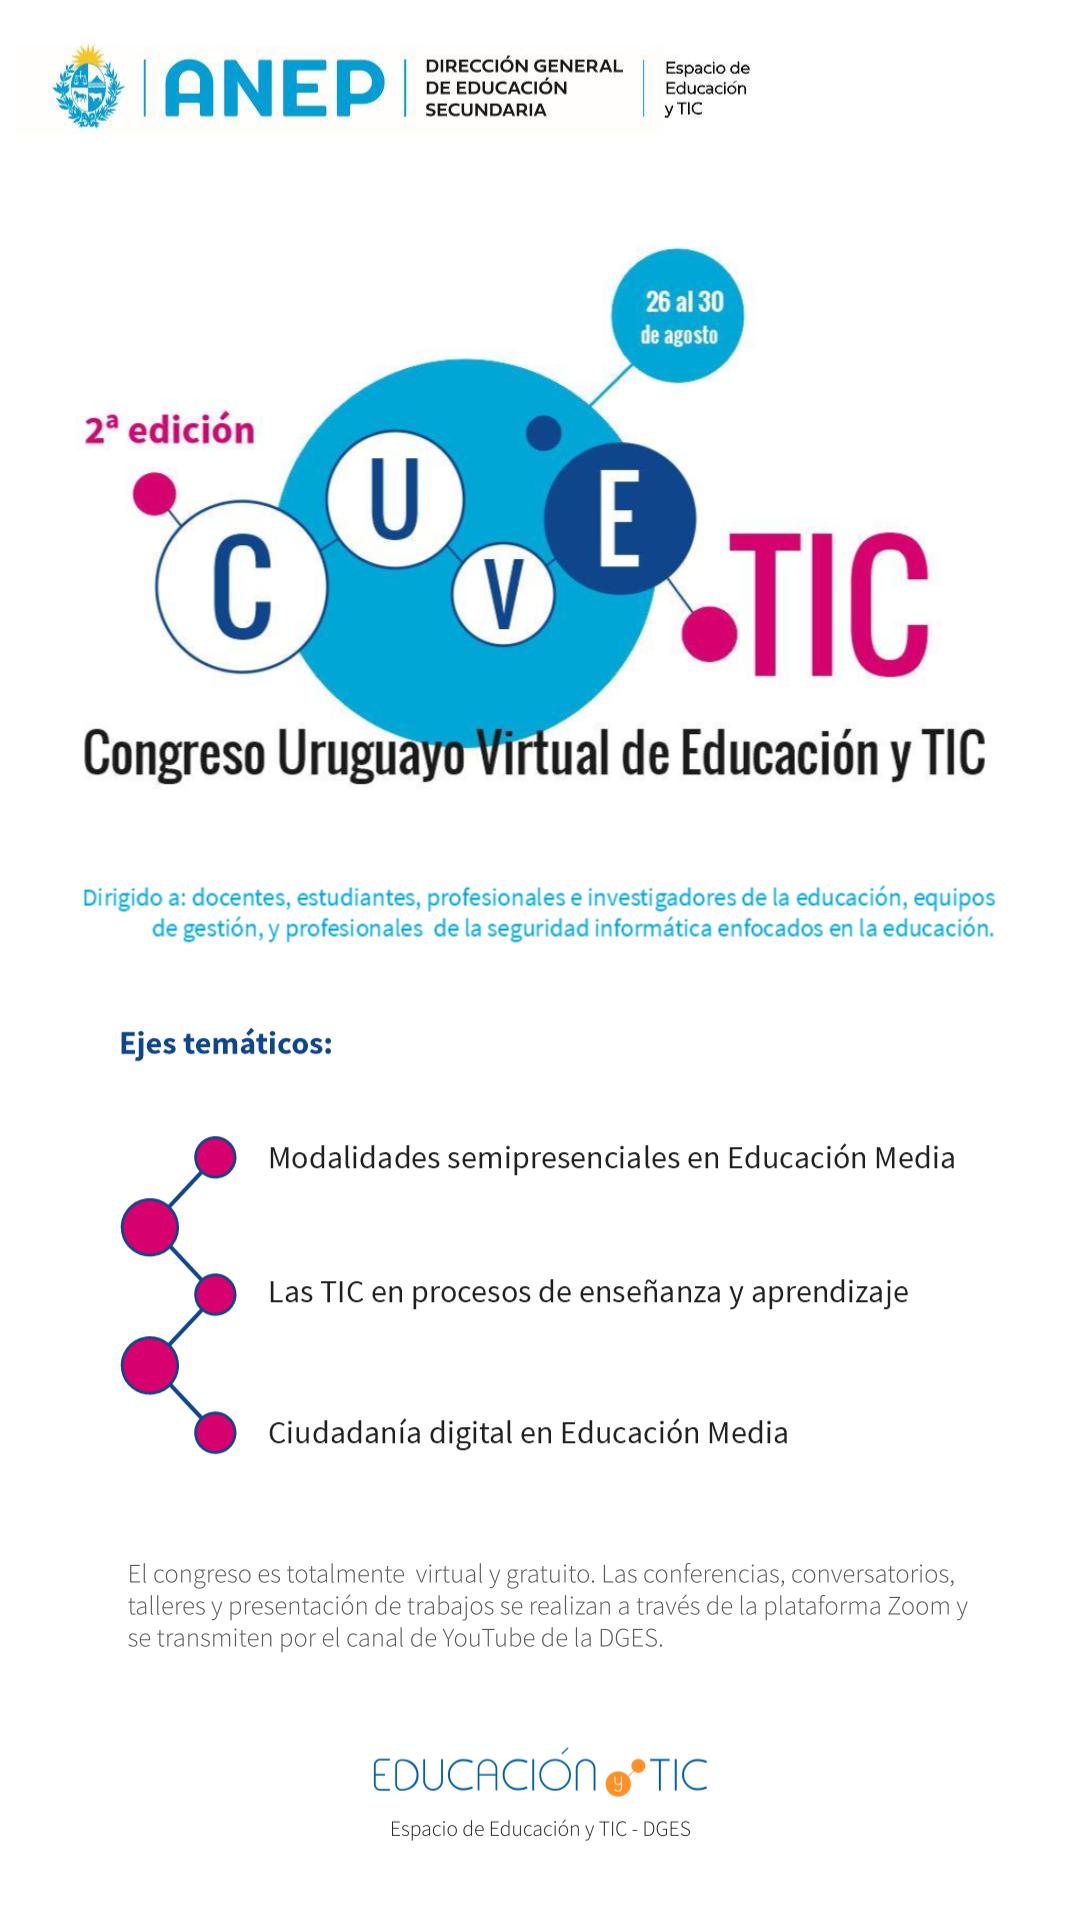 ANEP
DIRECCIÓN GENERAL
DE EDUCACIÓN
SECUNDARIA
Espacio de
Educación
y TIC
26 al 30
de agosto
2ª edición
C U V E TIC
Congreso Uruguayo Virtual de Educación y TIC
Dirigido a: docentes, estudiantes, profesionales e investigadores de la educación, equipos
de gestión, y profesionales de la seguridad informática enfocados en la educación.
Ejes temáticos:
Modalidades semipresenciales en Educación Media
Las TIC en procesos de enseñanza y aprendizaje
Ciudadanía digital en Educación Media
El congreso es totalmente virtual y gratuito. Las conferencias, conversatorios,
talleres y presentación de trabajos se realizan a través de la plataforma Zoom y
se transmiten por el canal de YouTube de la DGES.
EDUCACIÓN y TIC
Espacio de Educación y TIC - DGES